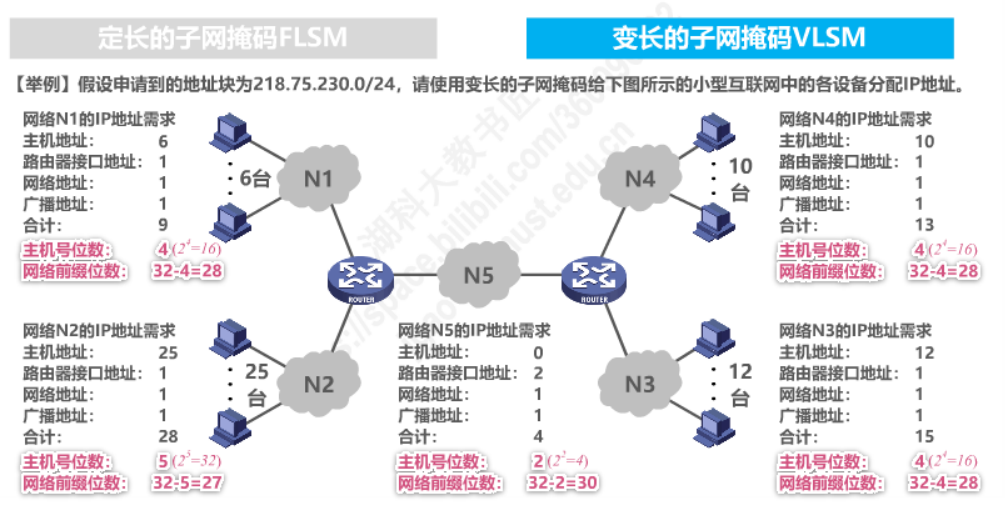 定长的子网掩码FLSM
变长的子网掩码VLSM
【举例】假设申请到的地址块为218.75.230.0/24，请使用变长的子网掩码给下图所示的小型互联网中的各设备分配IP地址。
网络N1的IP地址需求
主机地址： 6
路由器接口地址： 1
网络地址： 1
广播地址： 1
合计： 9
主机号位数： 4(2^4=16)
网络前缀位数： 32-4=28
6台
N1
N4
10
台
网络N4的IP地址需求
主机地址： 10
路由器接口地址： 1
网络地址： 1
广播地址： 1
合计： 13
主机号位数： 4(2^4=16)
网络前缀位数： 32-4=28
ROUTER
N5
ROUTER
网络N2的IP地址需求
主机地址： 25
路由器接口地址： 1
网络地址： 1
广播地址： 1
合计： 28
主机号位数： 5(2^5=32)
网络前缀位数： 32-5=27
25
台
N2
网络N5的IP地址需求
主机地址： 0
路由器接口地址： 2
网络地址： 1
广播地址： 1
合计： 4
主机号位数： 2(2^2=4)
网络前缀位数： 32-2=30
N3
12
台
网络N3的IP地址需求
主机地址： 12
路由器接口地址： 1
网络地址： 1
广播地址： 1
合计： 15
主机号位数： 4(2^4=16)
网络前缀位数： 32-4=28
湖科大教书匠